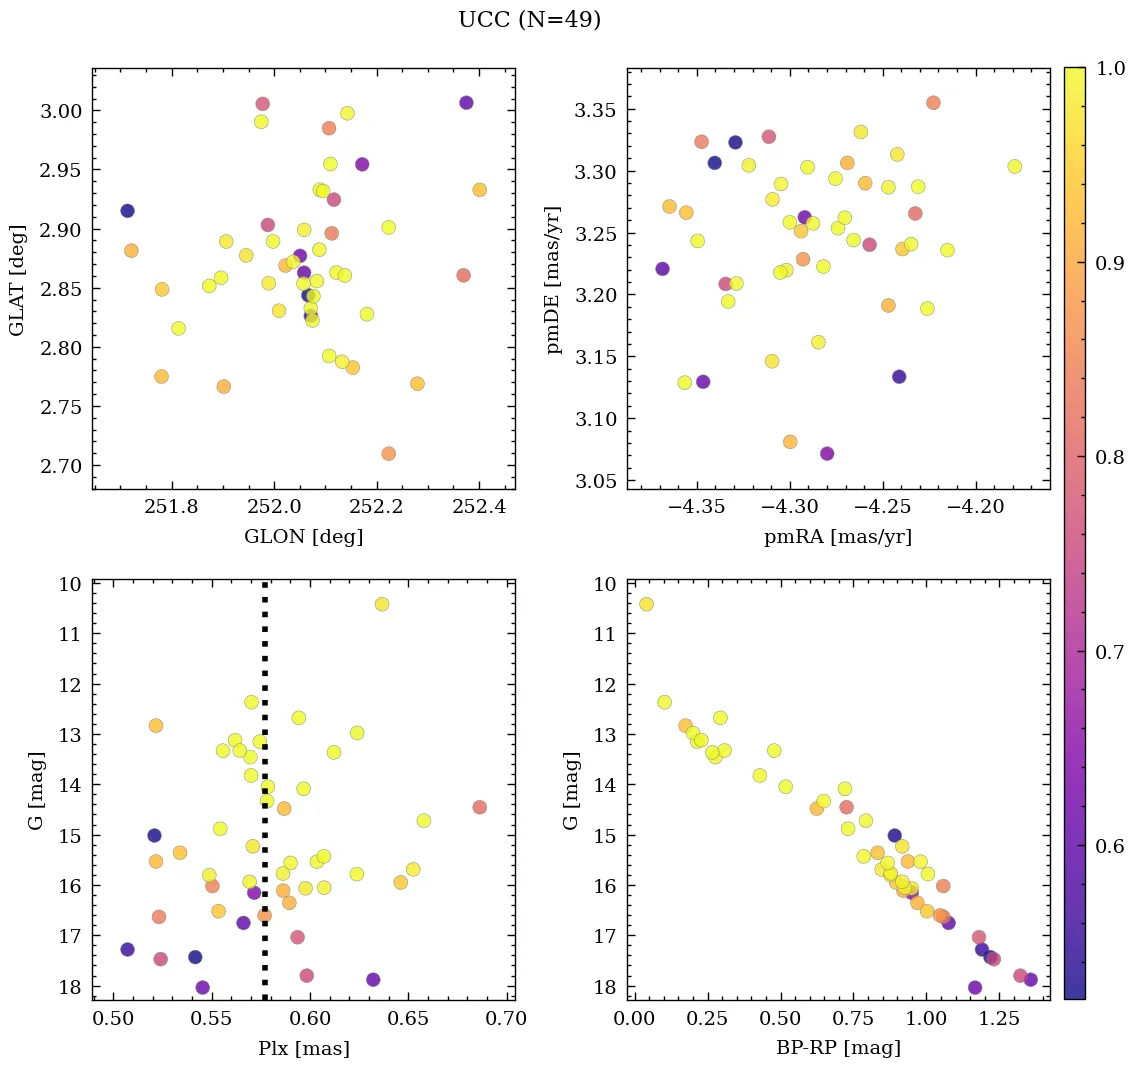 UCC (N=49)
3.00
2.95
2.90
2.85
2.80
2.75
2.70
GLAT [deg]
251.8 252.0 252.2 252.4
GLON [deg]
3.35
3.30
3.25
3.20
3.15
3.10
3.05
pmDE [mas/yr]
−4.35 −4.30 −4.25 −4.20
pmRA [mas/yr]
1.0
0.9
0.8
0.7
0.6
10
11
12
13
14
15
16
17
18
G [mag]
0.50 0.55 0.60 0.65 0.70
Plx [mas]
10
11
12
13
14
15
16
17
18
G [mag]
0.00 0.25 0.50 0.75 1.00 1.25
BP-RP [mag]